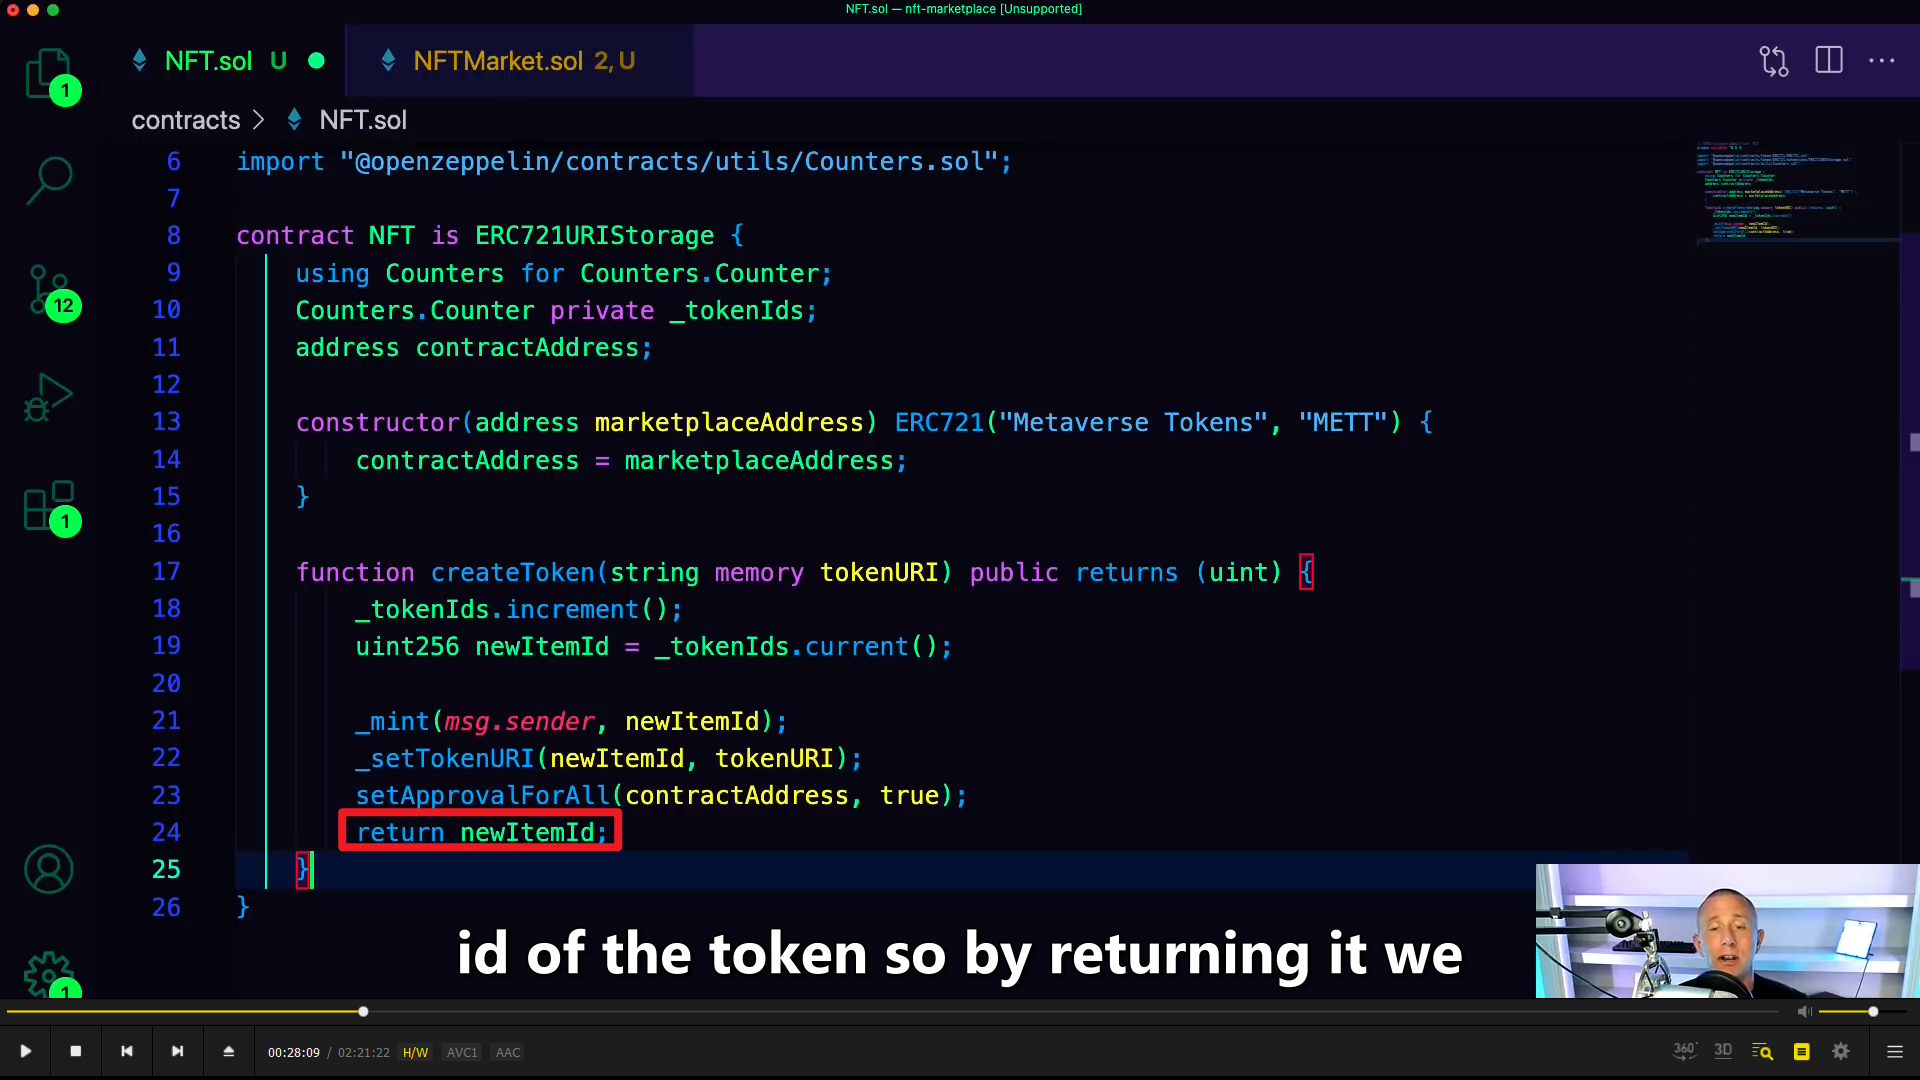 NFT.sol — nft-marketplace [Unsupported]
NFT.sol U
NFTMarket.sol 2, U
contracts > NFT.sol
1
12
1
1
6 import "@openzeppelin/contracts/utils/Counters.sol";
7
8 contract NFT is ERC721URIStorage {
9 using Counters for Counters.Counter;
10 Counters.Counter private _tokenIds;
11 address contractAddress;
12
13 constructor(address marketplaceAddress) ERC721("Metaverse Tokens", "METT") {
14 contractAddress = marketplaceAddress;
15 }
16
17 function createToken(string memory tokenURI) public returns (uint) {
18 _tokenIds.increment();
19 uint256 newItemId = _tokenIds.current();
20
21 _mint(msg.sender, newItemId);
22 _setTokenURI(newItemId, tokenURI);
23 setApprovalForAll(contractAddress, true);
24 return newItemId;
25 }
26 }
id of the token so by returning it we
00:28:09 / 02:21:22 H/W AVC1 AAC
360° 3D